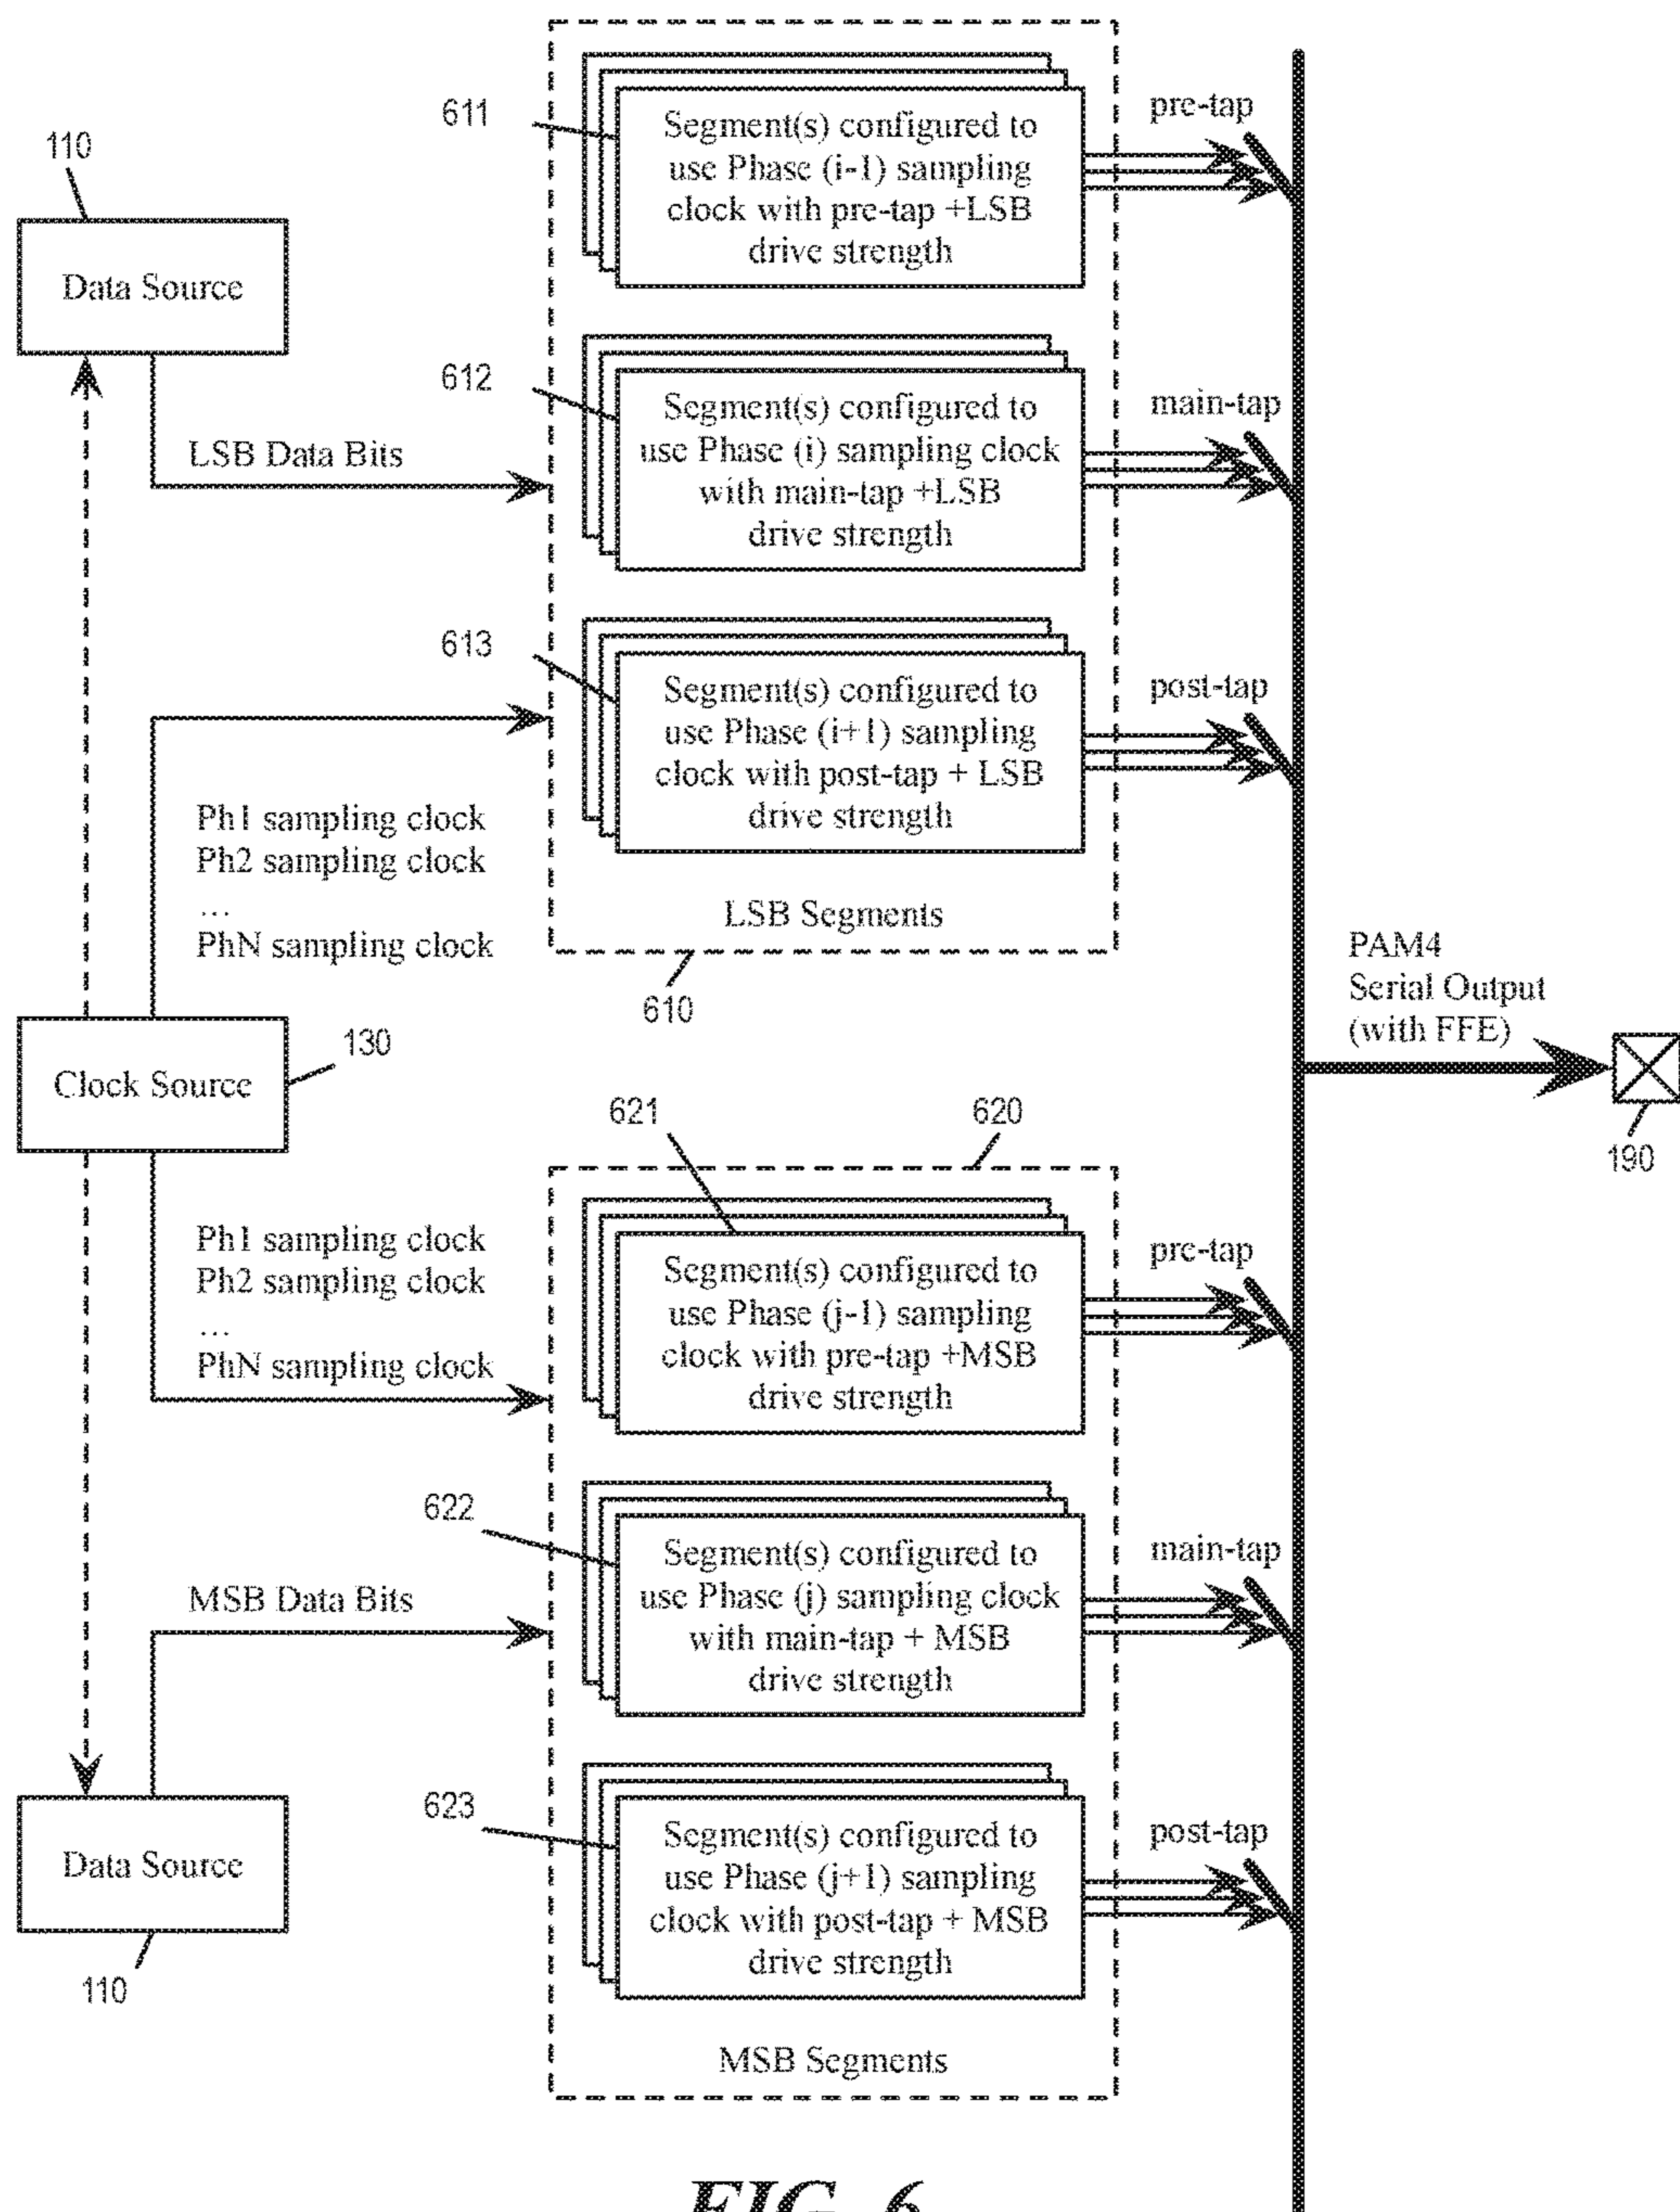 611
Segment(s) configured to
use Phase (i-1) sampling
clock with pre-tap +LSB
drive strength
pre-tap
110
Data Source
612
Segment(s) configured to
use Phase (i) sampling clock
with main-tap +LSB
drive strength
main-tap
LSB Data Bits
613
Segment(s) configured to
use Phase (i+1) sampling
clock with post-tap + LSB
drive strength
post-tap
Ph1 sampling clock
Ph2 sampling clock
...
PhN sampling clock
LSB Segments
610
PAM4
Serial Output
(with FFE)
190
130
Clock Source
621
620
Ph1 sampling clock
Ph2 sampling clock
...
PhN sampling clock
Segment(s) configured to
use Phase (j-1) sampling
clock with pre-tap +MSB
drive strength
pre-tap
622
Segment(s) configured to
use Phase (j) sampling clock
with main-tap + MSB
drive strength
main-tap
MSB Data Bits
623
Segment(s) configured to
use Phase (j+1) sampling
clock with post-tap + MSB
drive strength
post-tap
Data Source
110
MSB Segments
FIG. 6